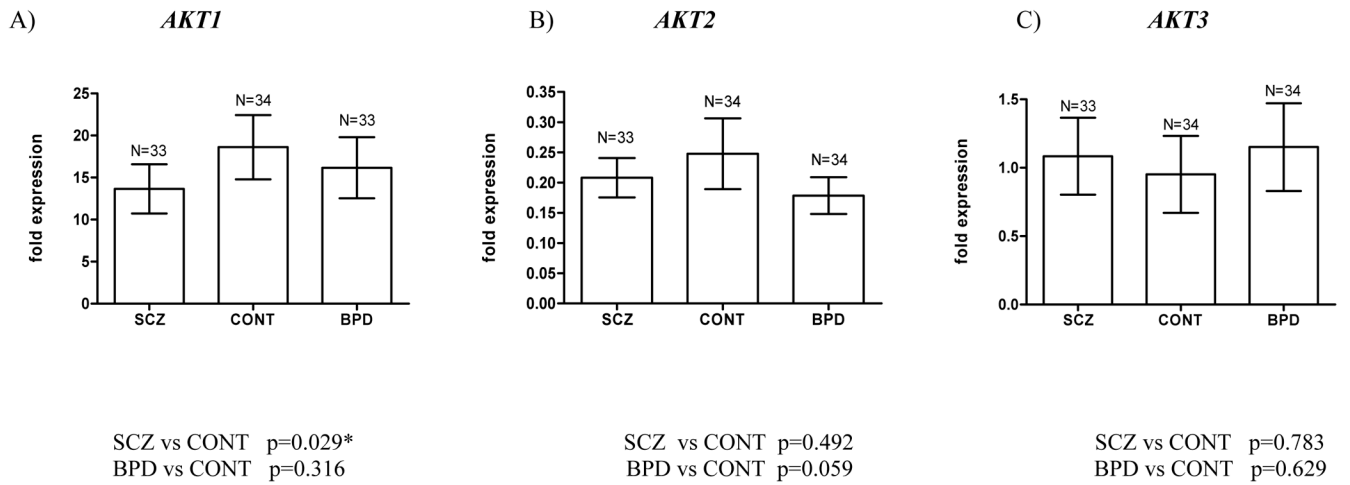 A) AKT1
fold expression
25
20
15
10
5
0
N=33
N=34
N=33
SCZ CONT BPD
SCZ vs CONT p=0.029*
BPD vs CONT p=0.316
B) AKT2
fold expression
0.35
0.30
0.25
0.20
0.15
0.10
0.05
0.00
N=33
N=34
N=34
SCZ CONT BPD
SCZ vs CONT p=0.492
BPD vs CONT p=0.059
C) AKT3
fold expression
1.5
1.0
0.5
0.0
N=33
N=34
N=34
SCZ CONT BPD
SCZ vs CONT p=0.783
BPD vs CONT p=0.629